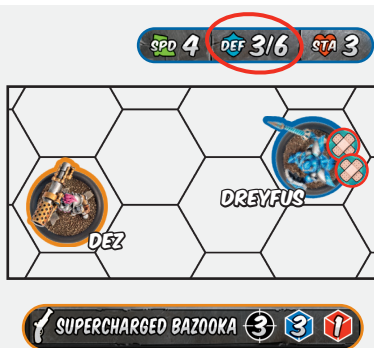 SPD 4 DEF 3/6 STA 3
DREYFUS
DEZ
SUPERCHARGED BAZOOKA 3 3 1